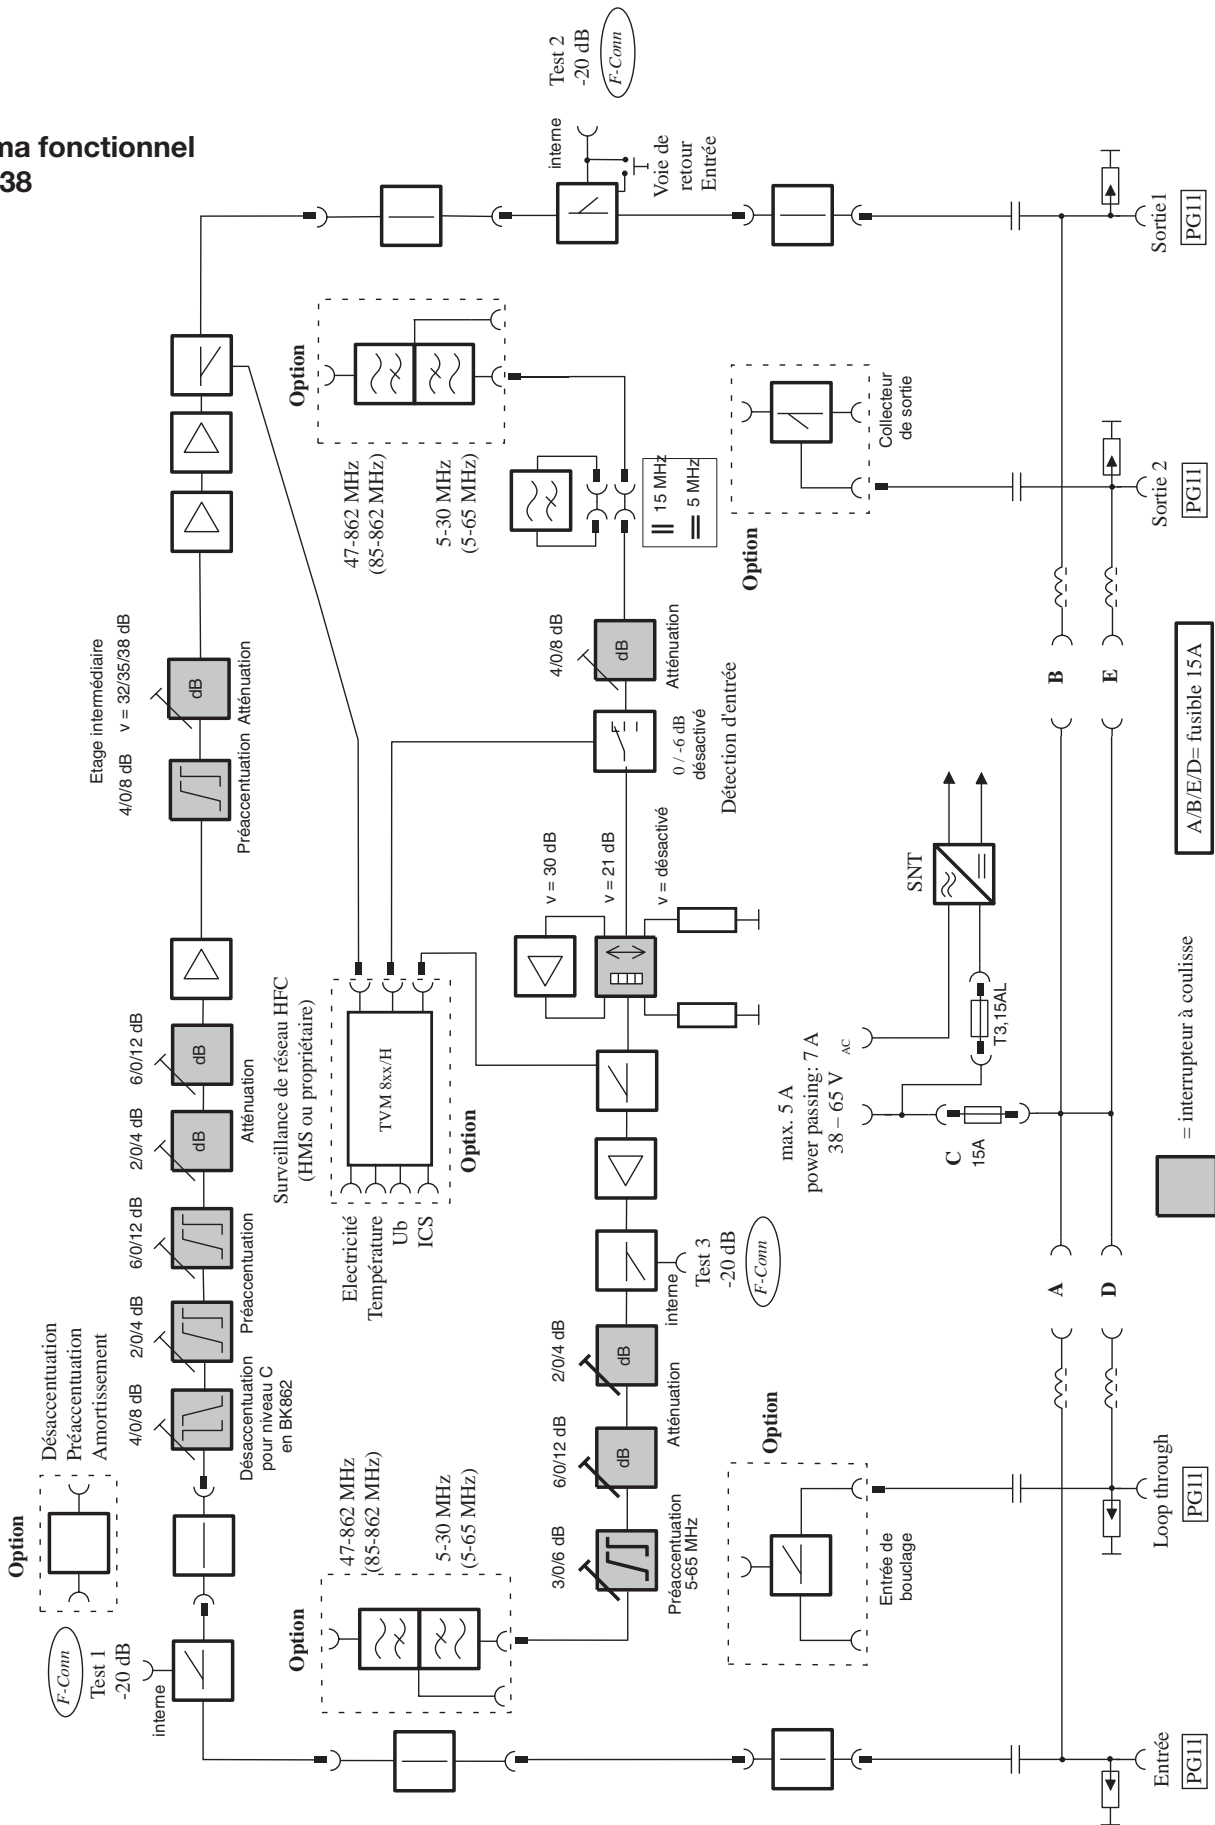 ma fonctionnel
38
Option
Désaccentuation
Préaccentuation
Amortissement
F-Conn
Test 1
-20 dB
interne
4/0/8 dB
Désaccentuation
pour niveau C
en BK862
2/0/4 dB
6/0/12 dB
Préaccentuation
2/0/4 dB
6/0/12 dB
dB
dB
Atténuation
Etage intermédiaire
4/0/8 dB
v = 32/35/38 dB
dB
Préaccentuation
Atténuation
interne
Test 2
-20 dB
F-Conn
Voie de
retour
Entrée
Option
47-862 MHz
(85-862 MHz)
5-30 MHz
(5-65 MHz)
Surveillance de réseau HFC
(HMS ou propriétaire)
TVM 8xx/H
Electricité
Température
Ub
ICS
Option
Option
47-862 MHz
(85-862 MHz)
5-30 MHz
(5-65 MHz)
15 MHz
5 MHz
3/0/6 dB
Préaccentuation
5-65 MHz
6/0/12 dB
2/0/4 dB
dB
dB
Atténuation
interne
Test 3
-20 dB
F-Conn
v = 30 dB
v = 21 dB
v = désactivé
0 / -6 dB
désactivé
Détection d'entrée
4/0/8 dB
dB
Atténuation
Option
Entrée de
bouclage
Option
Collecteur
de sortie
max. 5 A
power passing: 7 A
38 – 65 V AC
C
15A
T3,15AL
SNT
A
D
B
E
Entrée
PG11
Loop through
PG11
Sortie 2
PG11
Sortie1
PG11
= interrupteur à coulisse
A/B/E/D= fusible 15A